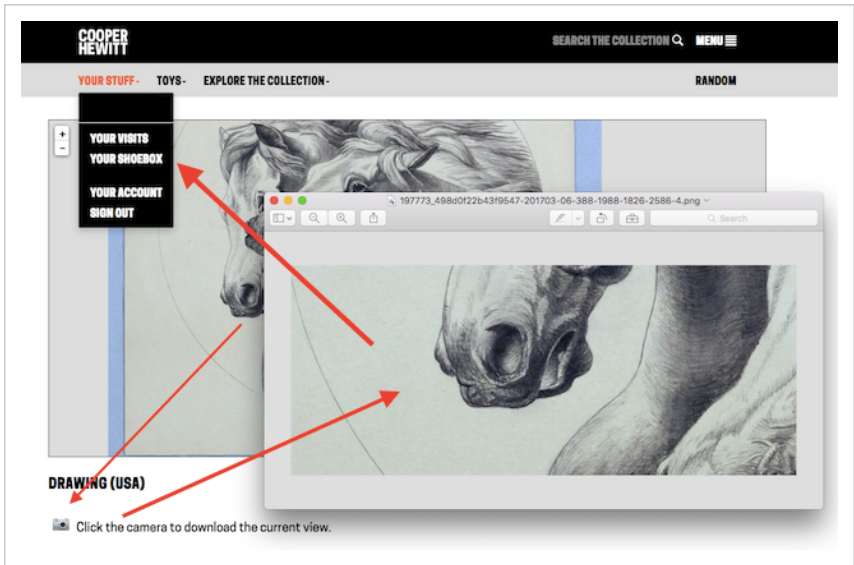 COOPER
HEWITT
SEARCH THE COLLECTION
MENU
YOUR STUFF-
TOYS-
EXPLORE THE COLLECTION-
RANDOM
+
-
YOUR VISITS
YOUR SHOEBOX
YOUR ACCOUNT
SIGN OUT
197773_498d0f22b43f9547-201703-06-388-1988-1826-2586-4.png
Search
DRAWING (USA)
Click the camera to download the current view.